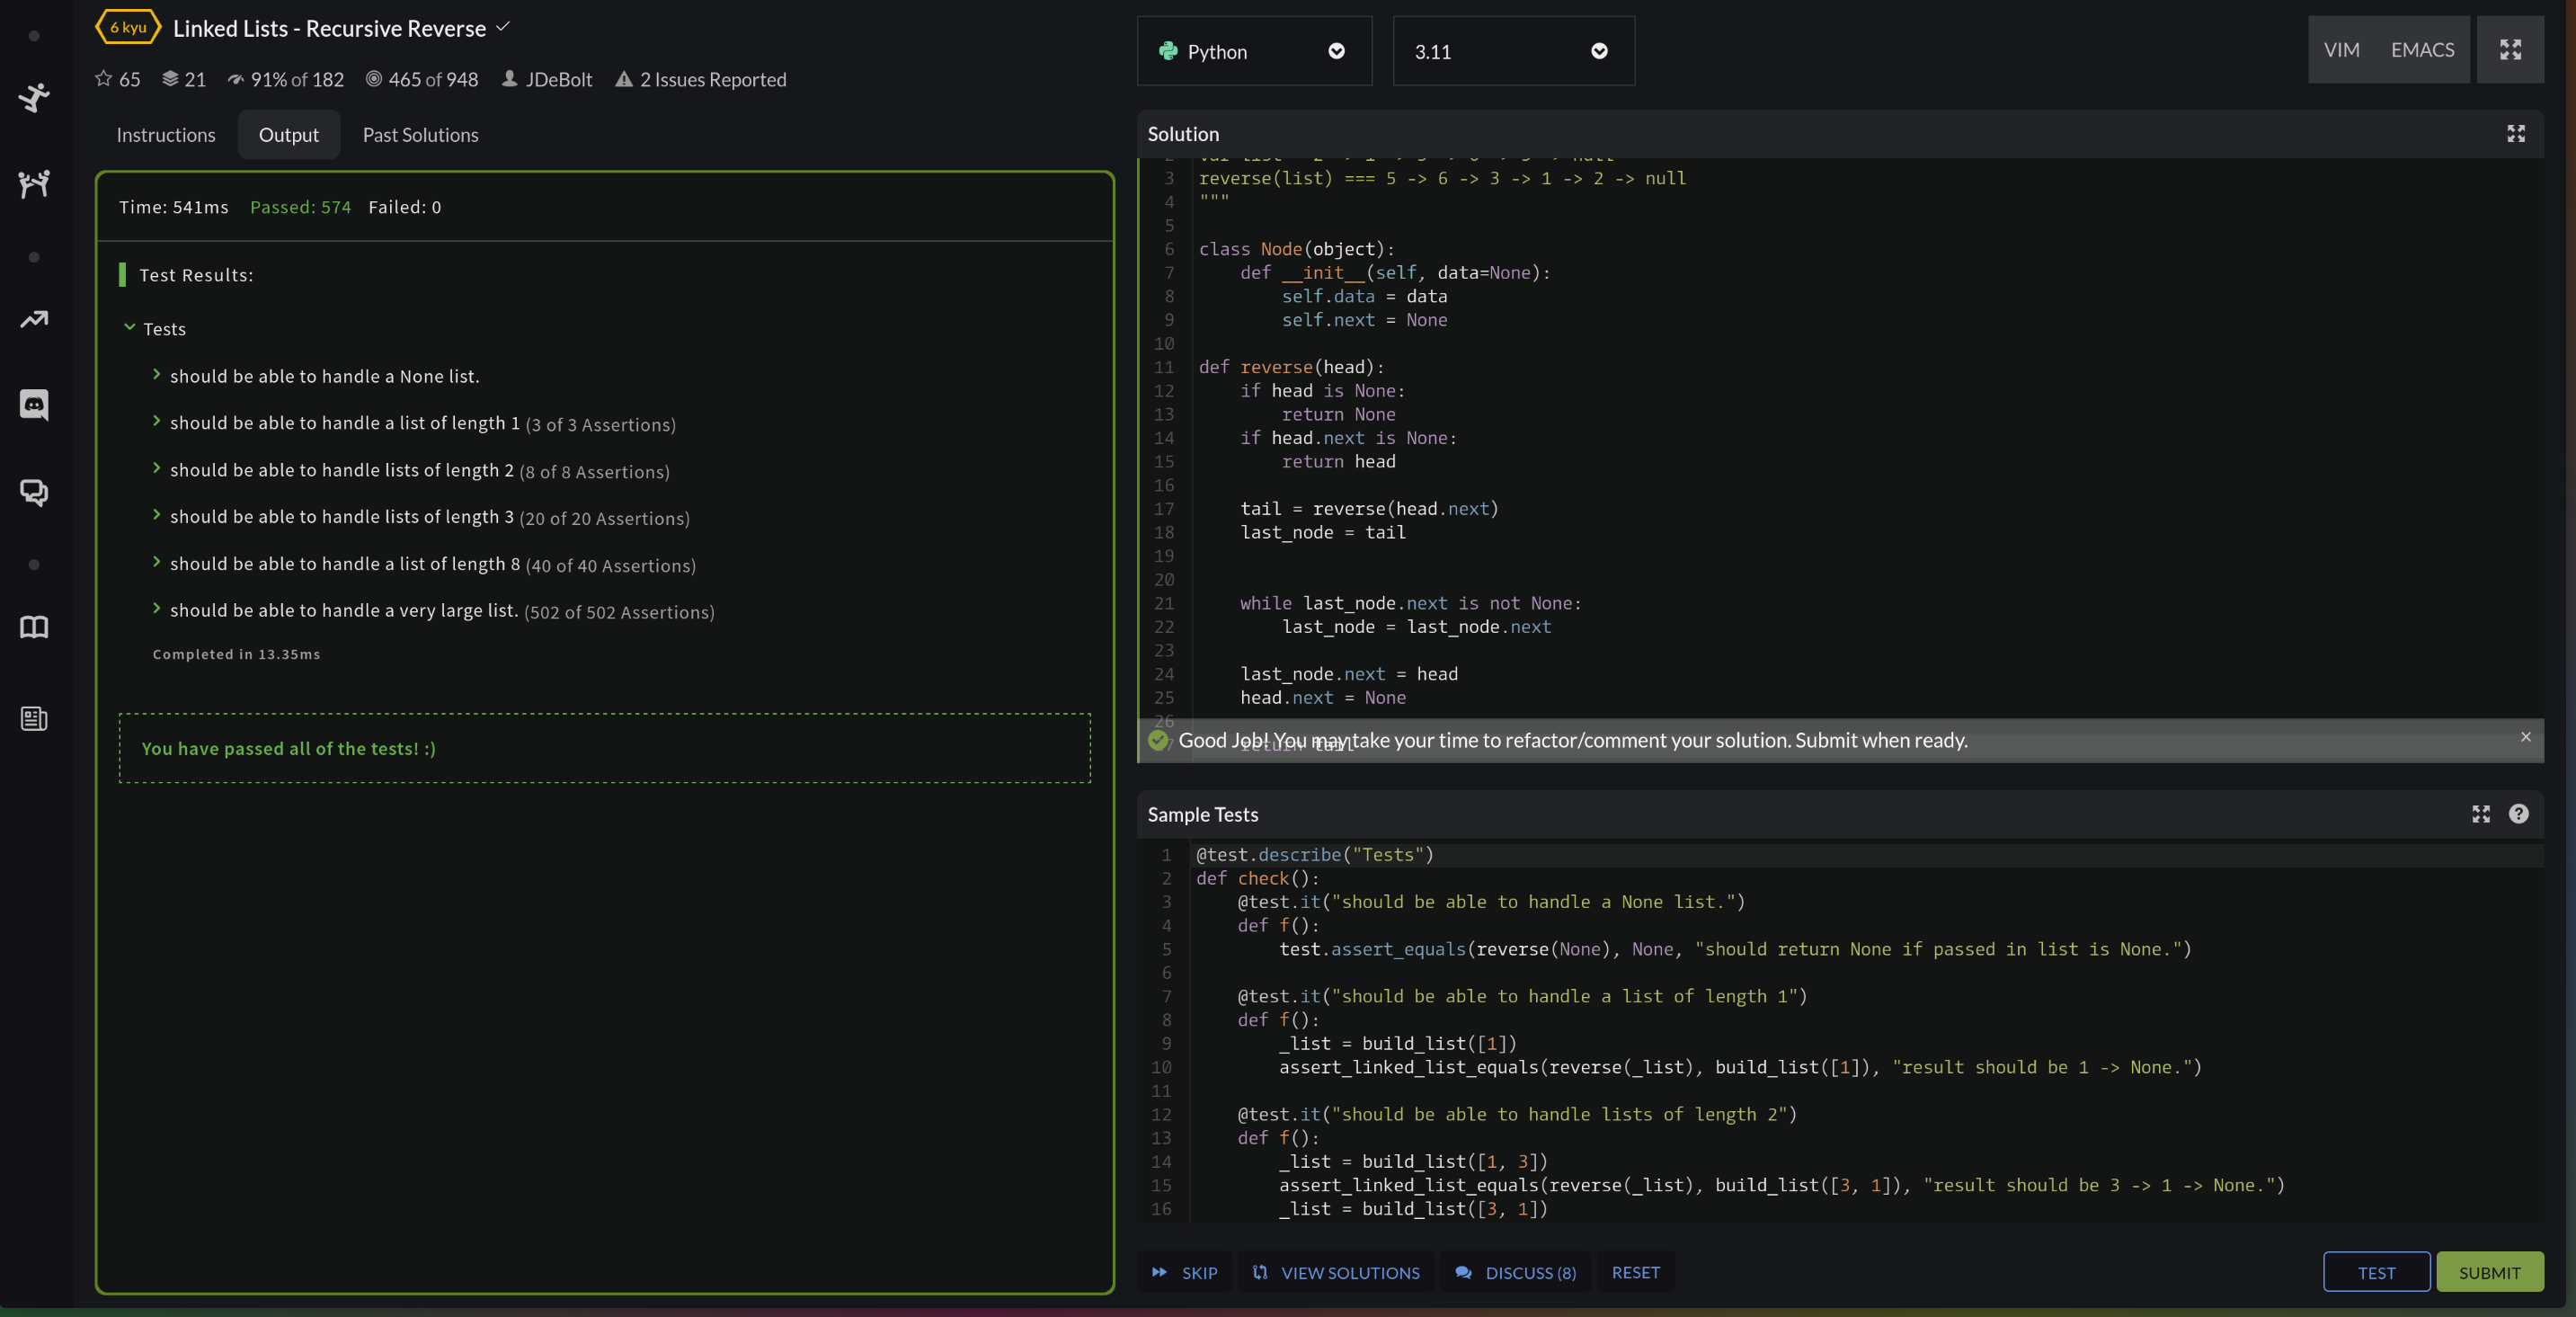 6 kyu Linked Lists - Recursive Reverse
65 21 91% of 182 465 of 948 JDeBolt 2 Issues Reported
Instructions Output Past Solutions
Time: 541ms Passed: 574 Failed: 0
Test Results:
Tests
should be able to handle a None list.
should be able to handle a list of length 1 (3 of 3 Assertions)
should be able to handle lists of length 2 (8 of 8 Assertions)
should be able to handle lists of length 3 (20 of 20 Assertions)
should be able to handle a list of length 8 (40 of 40 Assertions)
should be able to handle a very large list. (502 of 502 Assertions)
Completed in 13.35ms
You have passed all of the tests! :)
Python 3.11 VIM EMACS
Solution
3 reverse(list) === 5 -> 6 -> 3 -> 1 -> 2 -> null
4 """
5
6 class Node(object):
7     def __init__(self, data=None):
8         self.data = data
9         self.next = None
10
11 def reverse(head):
12     if head is None:
13         return None
14     if head.next is None:
15         return head
16
17     tail = reverse(head.next)
18     last_node = tail
19
20
21     while last_node.next is not None:
22         last_node = last_node.next
23
24     last_node.next = head
25     head.next = None
26
return tail
Good Job! You may take your time to refactor/comment your solution. Submit when ready.
Sample Tests
1 @test.describe("Tests")
2 def check():
3     @test.it("should be able to handle a None list.")
4     def f():
5         test.assert_equals(reverse(None), None, "should return None if passed in list is None.")
6
7     @test.it("should be able to handle a list of length 1")
8     def f():
9         _list = build_list([1])
10         assert_linked_list_equals(reverse(_list), build_list([1]), "result should be 1 -> None.")
11
12     @test.it("should be able to handle lists of length 2")
13     def f():
14         _list = build_list([1, 3])
15         assert_linked_list_equals(reverse(_list), build_list([3, 1]), "result should be 3 -> 1 -> None.")
16         _list = build_list([3, 1])
SKIP VIEW SOLUTIONS DISCUSS (8) RESET TEST SUBMIT